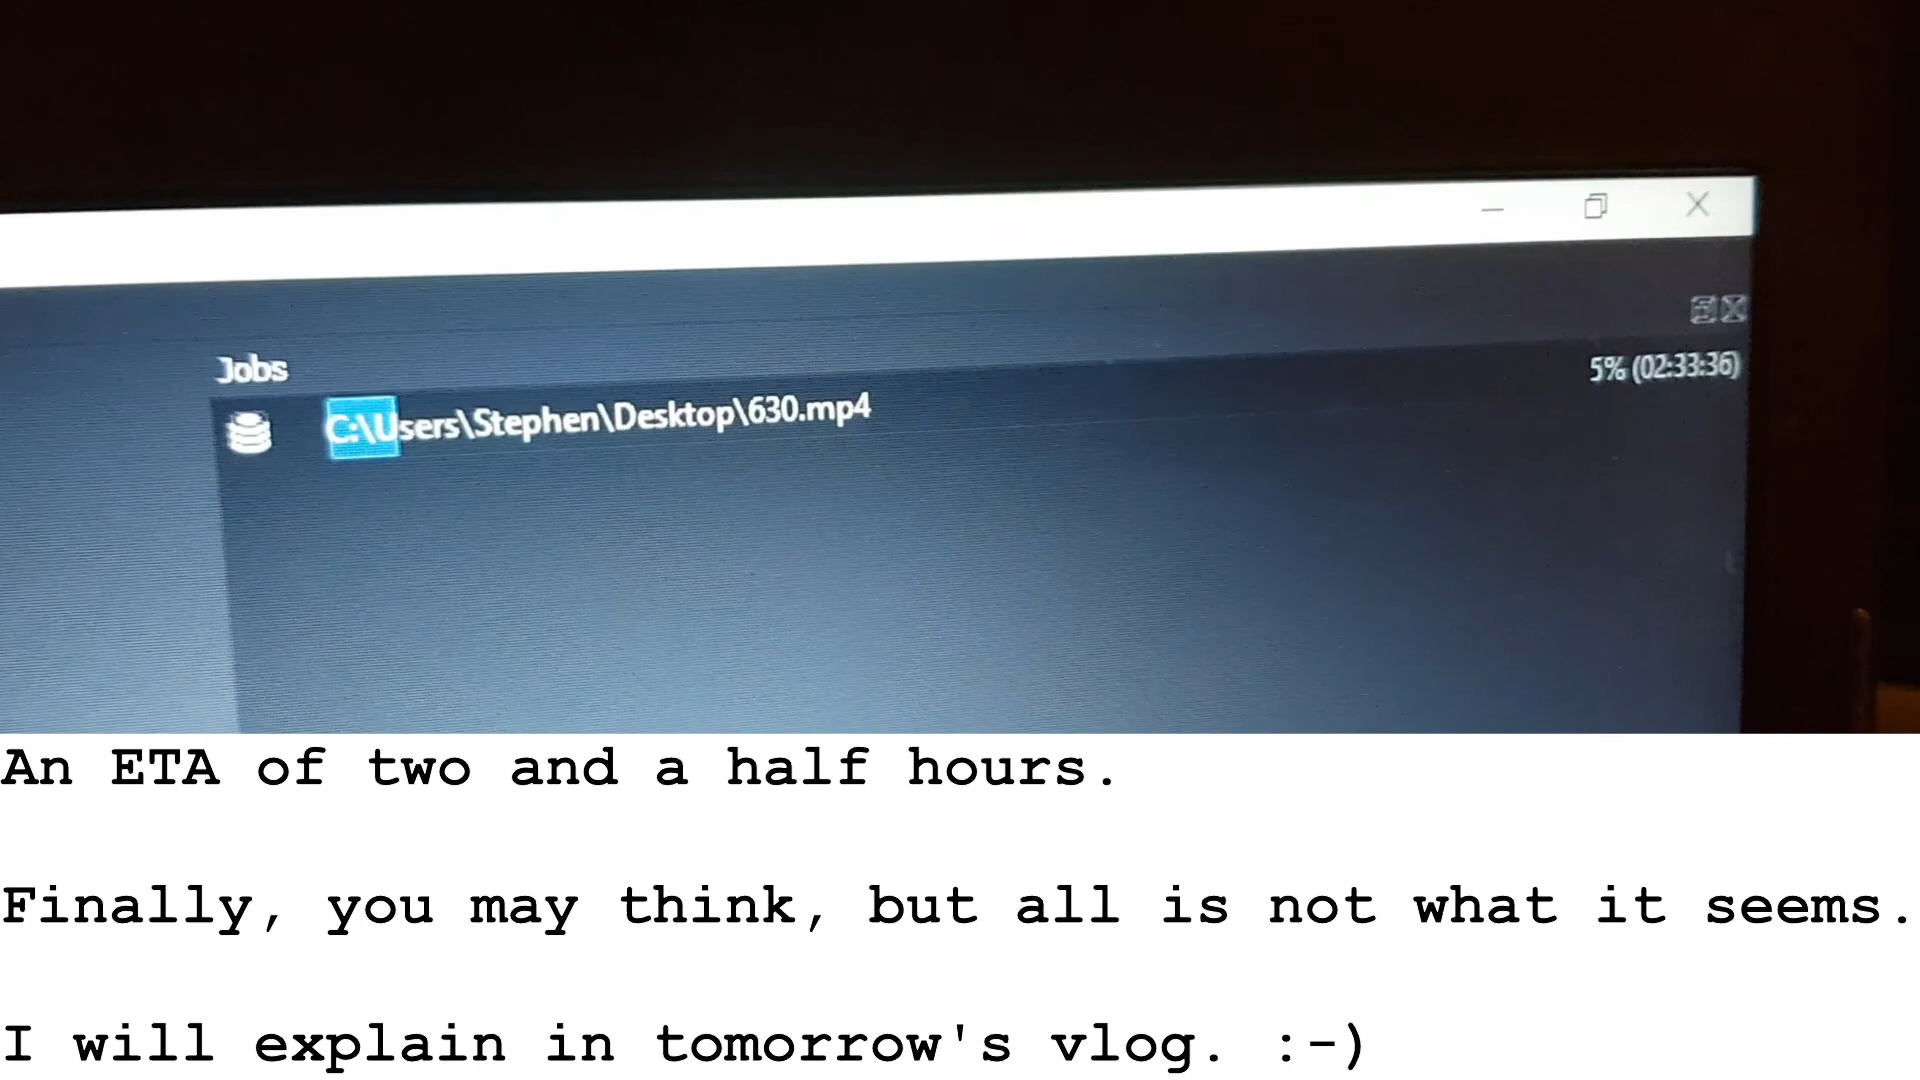 Jobs
5% (02:33:36)
C:\Users\Stephen\Desktop\630.mp4
An ETA of two and a half hours.
Finally, you may think, but all is not what it seems.
I will explain in tomorrow's vlog. :-)